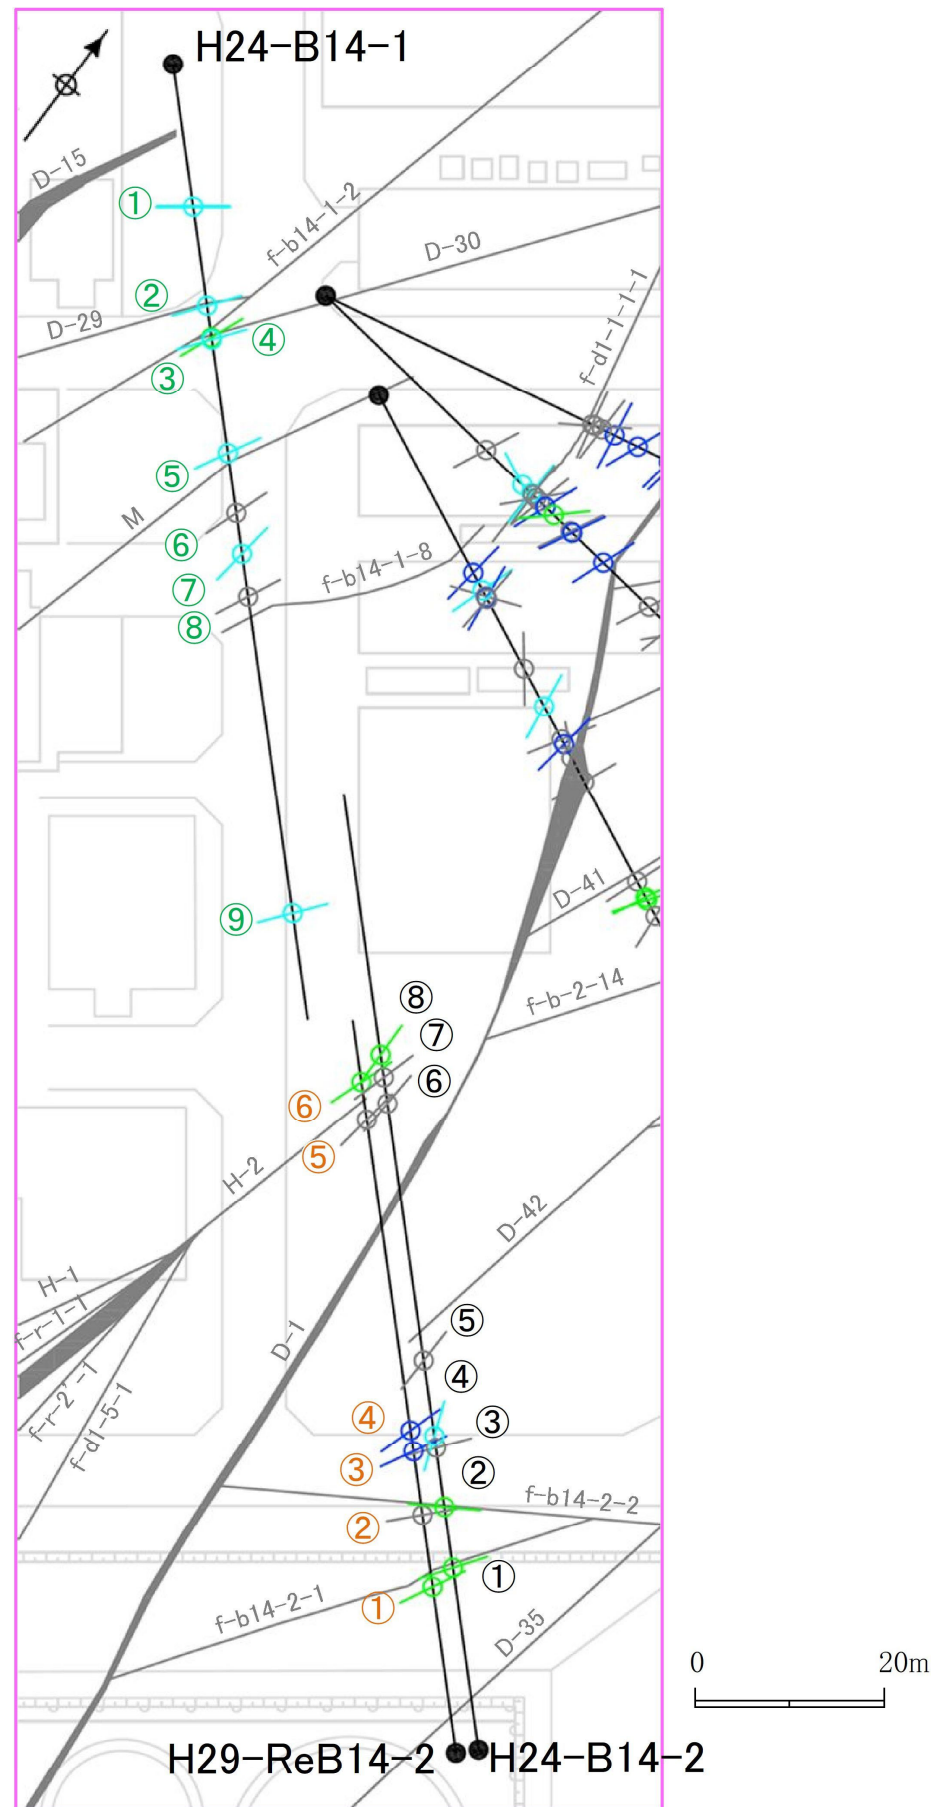 H24-B14-1
D-15
①
f-b14-1-2
D-30
②
D-29
④
③
f-d1-1-1-1
⑤
M
⑥
f-b14-1-8
⑦
⑧
D-41
⑨
f-b-2-14
⑧
⑦
⑥
⑥
⑤
H-2
D-42
H-1
f-r-1-1
D-1
⑤
④
f-r-2'-1
f-d1-5-1
④
③
③
②
f-b14-2-2
②
①
①
f-b14-2-1
D-35
0 20m
H29-ReB14-2
H24-B14-2